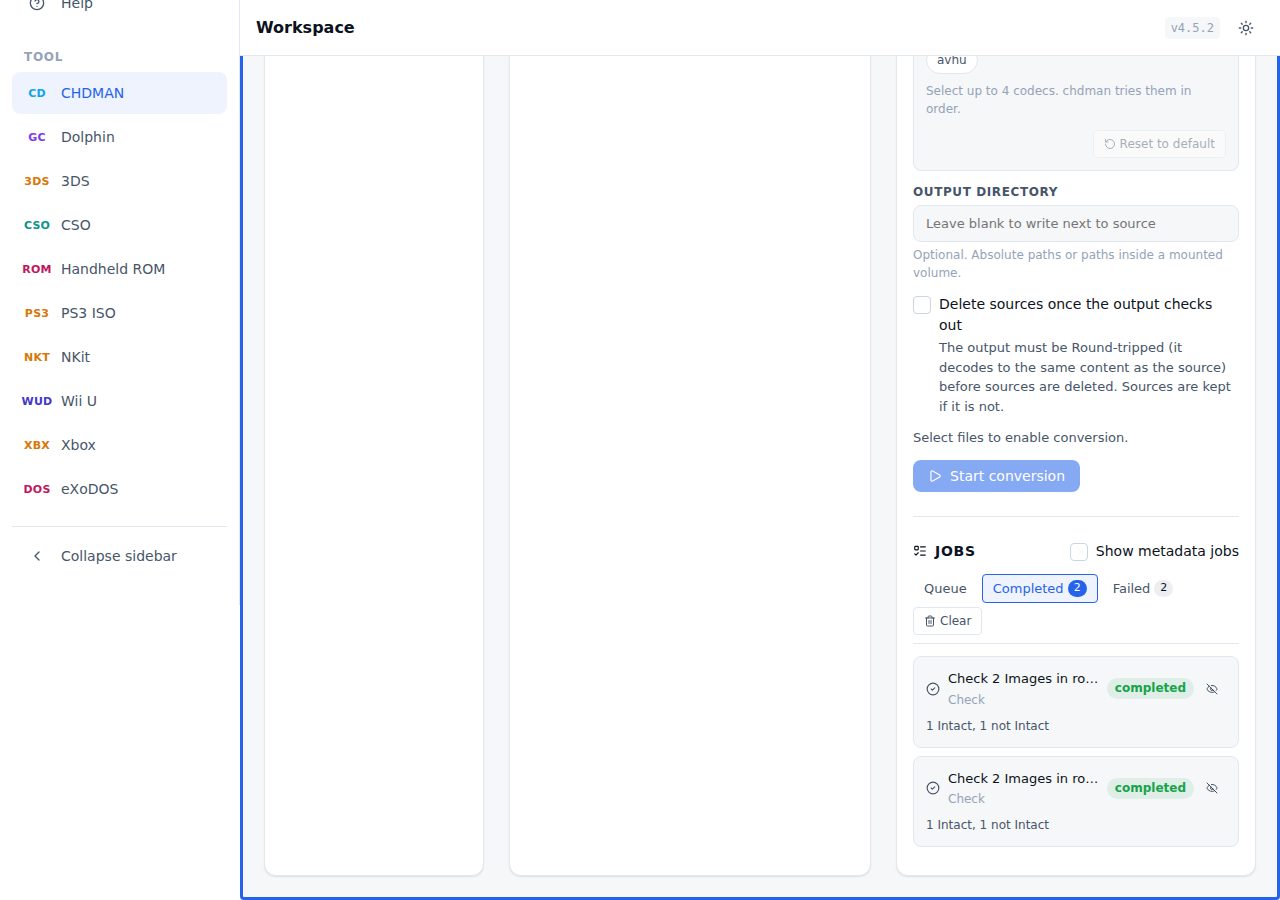 Help
Workspace
v4.5.2
TOOL
CD CHDMAN
GC Dolphin
3DS 3DS
CSO CSO
ROM Handheld ROM
PS3 PS3 ISO
NKT NKit
WUD Wii U
XBX Xbox
DOS eXoDOS
Collapse sidebar
avhu
Select up to 4 codecs. chdman tries them in
order.
Reset to default
OUTPUT DIRECTORY
Leave blank to write next to source
Optional. Absolute paths or paths inside a mounted
volume.
Delete sources once the output checks
out
The output must be Round-tripped (it
decodes to the same content as the source)
before sources are deleted. Sources are kept
if it is not.
Select files to enable conversion.
Start conversion
JOBS
Show metadata jobs
Queue Completed 2 Failed 2
Clear
Check 2 Images in ro... completed
Check
1 Intact, 1 not Intact
Check 2 Images in ro... completed
Check
1 Intact, 1 not Intact